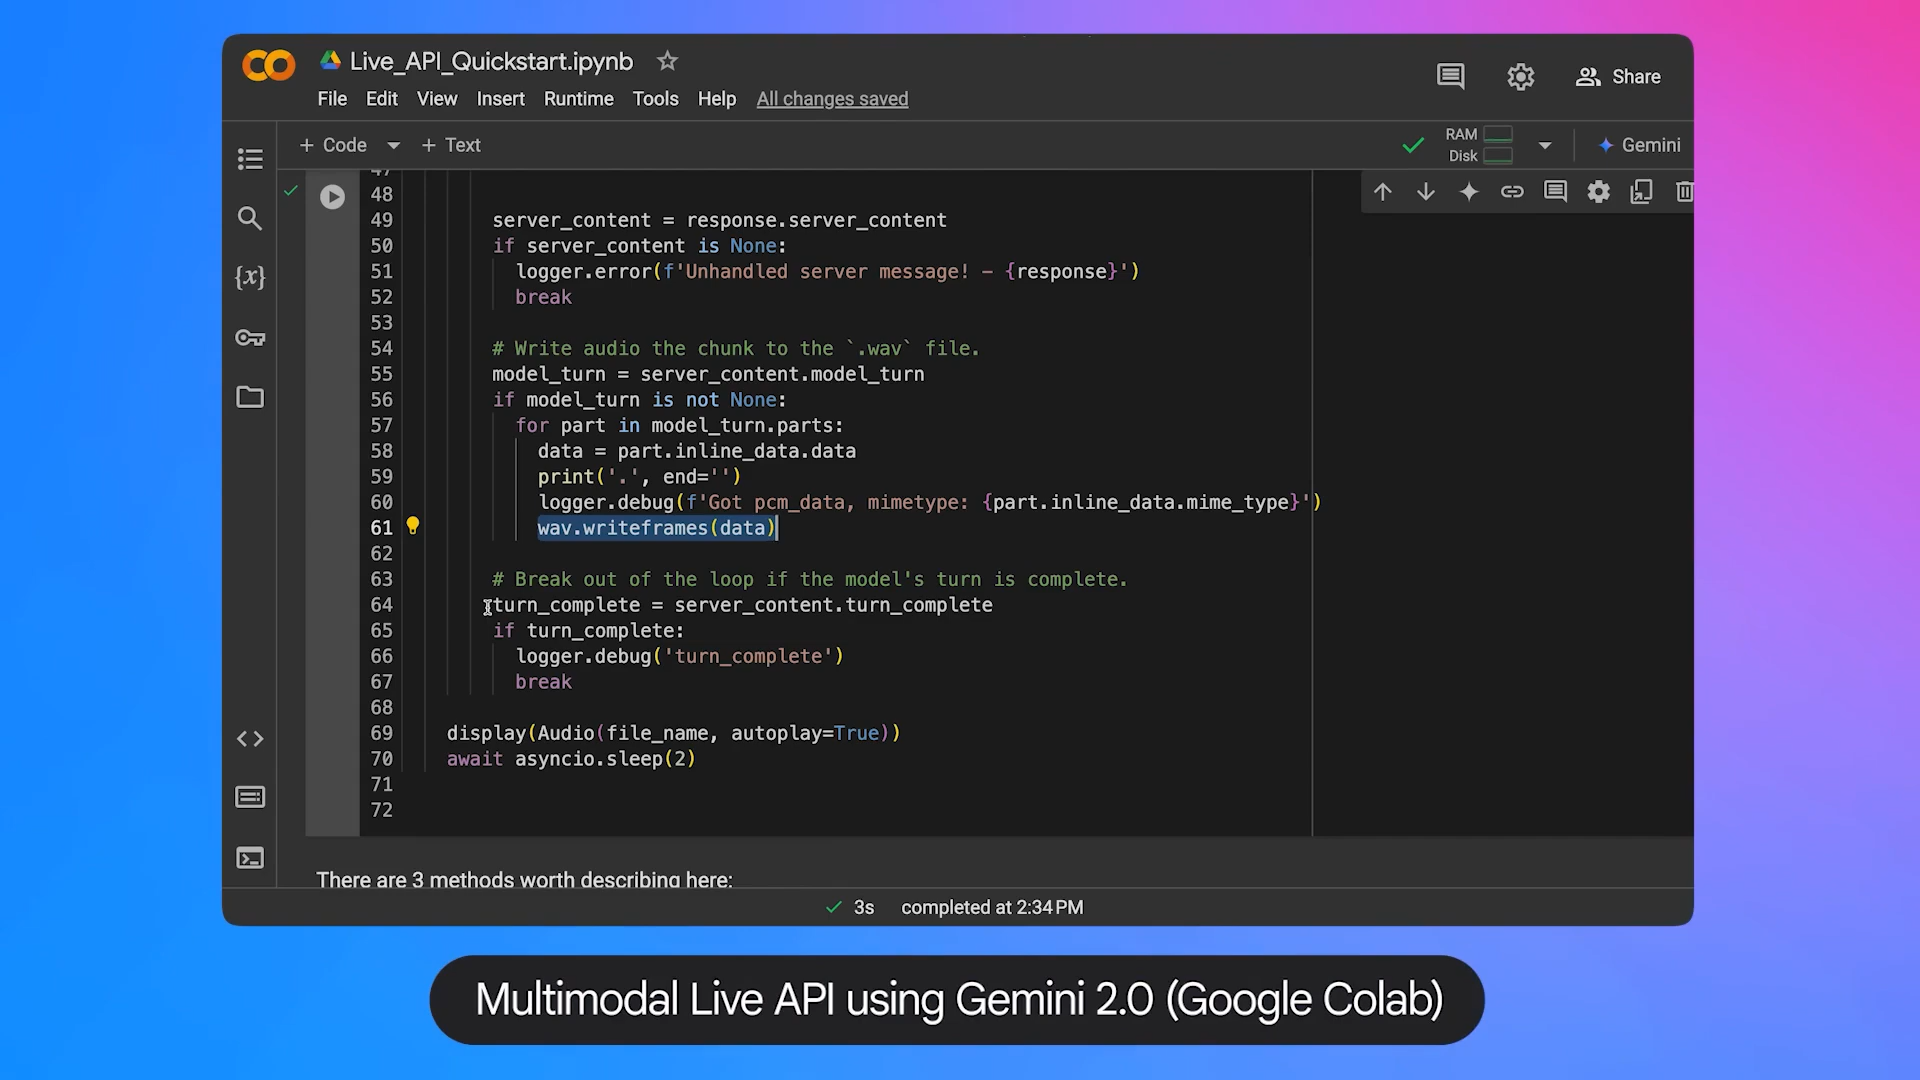 Live_API_Quickstart.ipynb
File Edit View Insert Runtime Tools Help All changes saved
Share
+ Code + Text
RAM
Disk
Gemini
47
48
49 server_content = response.server_content
50 if server_content is None:
51 logger.error(f'Unhandled server message! - {response}')
52 break
53
54 # Write audio the chunk to the `.wav` file.
55 model_turn = server_content.model_turn
56 if model_turn is not None:
57 for part in model_turn.parts:
58 data = part.inline_data.data
59 print('.', end='')
60 logger.debug(f'Got pcm_data, mimetype: {part.inline_data.mime_type}')
61 wav.writeframes(data)
62
63 # Break out of the loop if the model's turn is complete.
64 turn_complete = server_content.turn_complete
65 if turn_complete:
66 logger.debug('turn_complete')
67 break
68
69 display(Audio(file_name, autoplay=True))
70 await asyncio.sleep(2)
71
72
There are 3 methods worth describing here:
3s completed at 2:34 PM
Multimodal Live API using Gemini 2.0 (Google Colab)